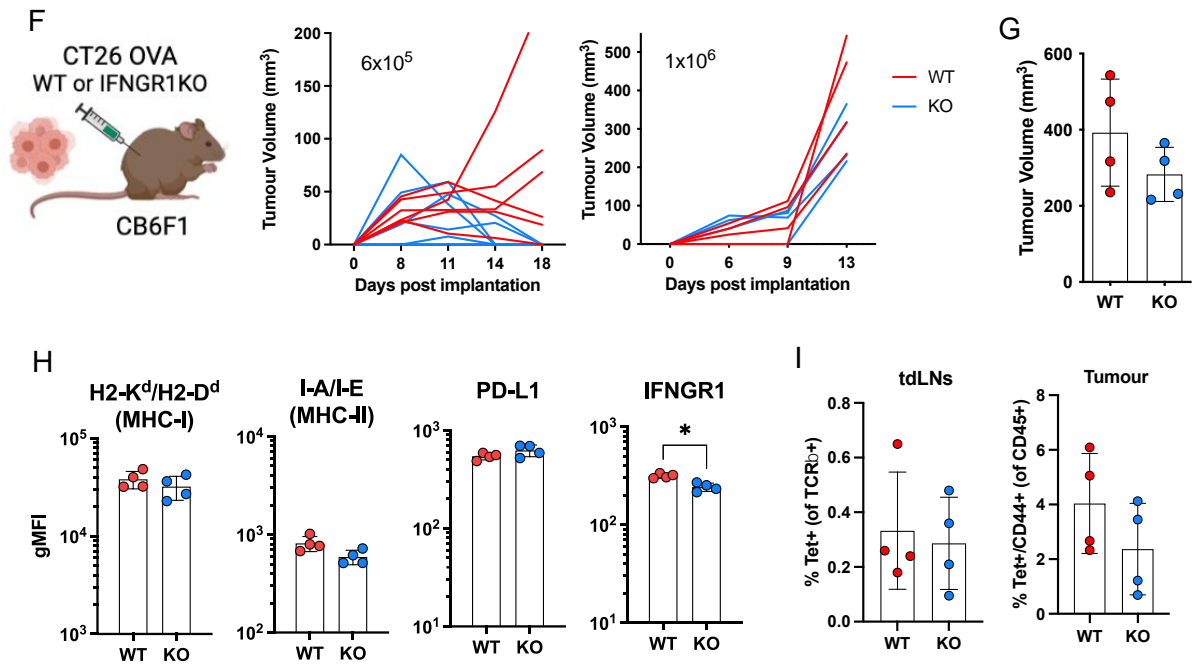 F
CT26 OVA
WT or IFNGR1KO
CB6F1
Tumour Volume (mm³)
200
150
100
50
0
6x10⁵
0 8 11 14 18
Days post implantation
Tumour Volume (mm³)
500
400
300
200
100
0
1x10⁶
0 6 9 13
Days post implantation
WT
KO
G
Tumour Volume (mm³)
600
400
200
0
WT KO
H
H2-Kᵈ/H2-Dᵈ
(MHC-I)
gMFI
10⁵
10⁴
10³
WT KO
I-A/I-E
(MHC-II)
10⁴
10³
10²
WT KO
PD-L1
10³
10²
10¹
WT KO
IFNGR1
*
10³
10²
10¹
WT KO
I
tdLNs
% Tet+ (of TCRb+)
0.8
0.6
0.4
0.2
0.0
WT KO
Tumour
% Tet+/CD44+ (of CD45+)
8
6
4
2
0
WT KO